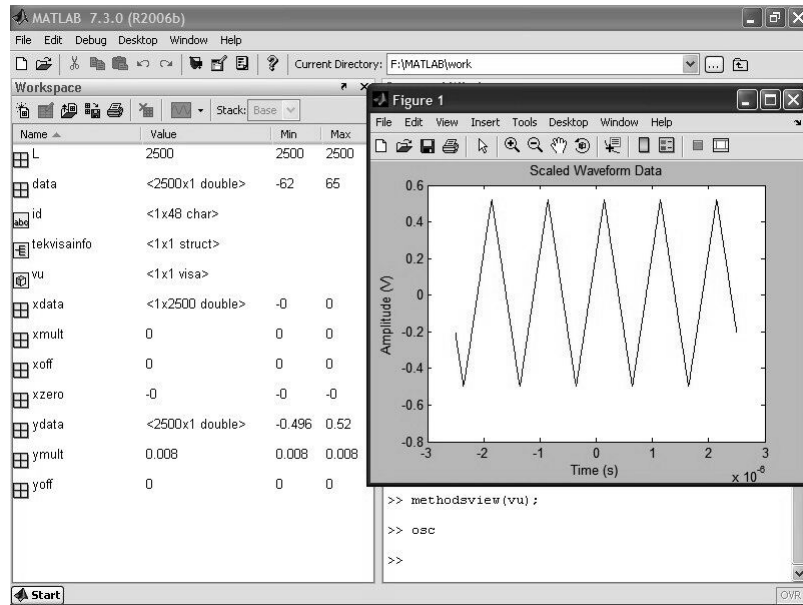 MATLAB 7.3.0 (R2006b)
File Edit Debug Desktop Window Help
Current Directory: F:\MATLAB\work
Workspace
Stack: Base
Name Value Min Max
L 2500 2500 2500
data <2500x1 double> -62 65
abc id <1x48 char>
tekvisainfo <1x1 struct>
vu <1x1 visa>
xdata <1x2500 double> -0 0
xmult 0 0 0
xoff 0 0 0
xzero -0 -0 -0
ydata <2500x1 double> -0.496 0.52
ymult 0.008 0.008 0.008
yoff 0 0 0
Figure 1
File Edit View Insert Tools Desktop Window Help
Scaled Waveform Data
0.6
0.4
0.2
0
-0.2
-0.4
-0.6
-0.8
Amplitude (V)
-3 -2 -1 0 1 2 3
Time (s)
x 10^-6
>> methodsview(vu);
>> osc
>>
Start
OVR